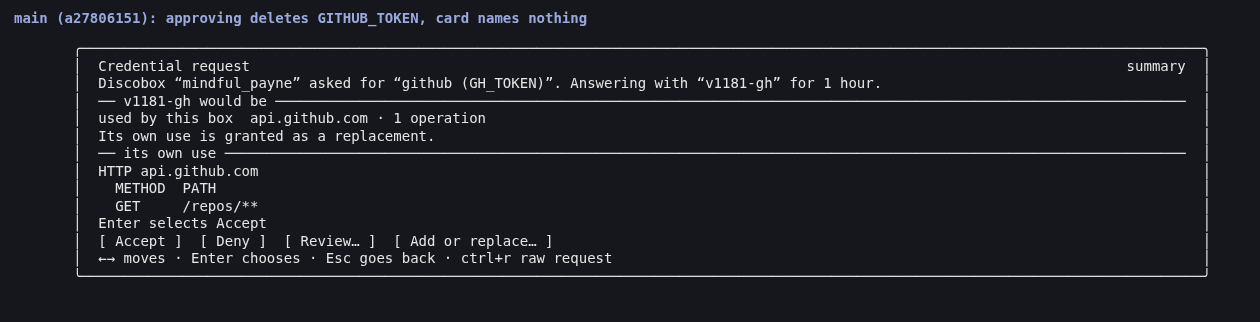 main (a27806151): approving deletes GITHUB_TOKEN, card names nothing
Credential request summary
Discobox “mindful_payne” asked for “github (GH_TOKEN)”. Answering with “v1181-gh” for 1 hour.
── v1181-gh would be ──
used by this box  api.github.com · 1 operation
Its own use is granted as a replacement.
── its own use ──
HTTP api.github.com
METHOD  PATH
GET     /repos/**
Enter selects Accept
[ Accept ]  [ Deny ]  [ Review… ]  [ Add or replace… ]
←→ moves · Enter chooses · Esc goes back · ctrl+r raw request